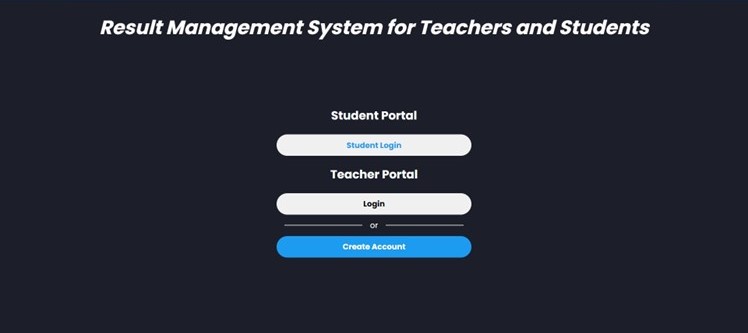 Result Management System for Teachers and Students
Student Portal
Student Login
Teacher Portal
Login
or
Create Account